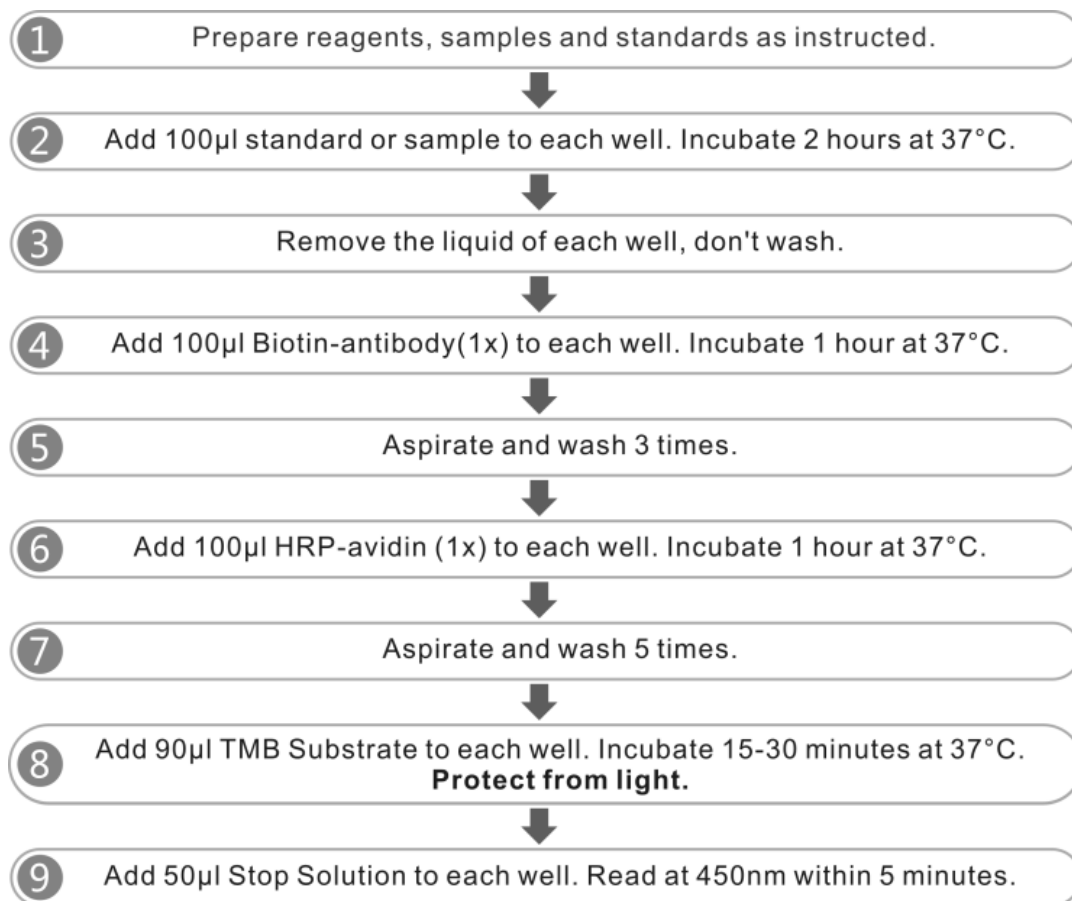 1 Prepare reagents, samples and standards as instructed.
2 Add 100μl standard or sample to each well. Incubate 2 hours at 37°C.
3 Remove the liquid of each well, don't wash.
4 Add 100μl Biotin-antibody(1x) to each well. Incubate 1 hour at 37°C.
5 Aspirate and wash 3 times.
6 Add 100μl HRP-avidin (1x) to each well. Incubate 1 hour at 37°C.
7 Aspirate and wash 5 times.
8 Add 90μl TMB Substrate to each well. Incubate 15-30 minutes at 37°C.
Protect from light.
9 Add 50μl Stop Solution to each well. Read at 450nm within 5 minutes.